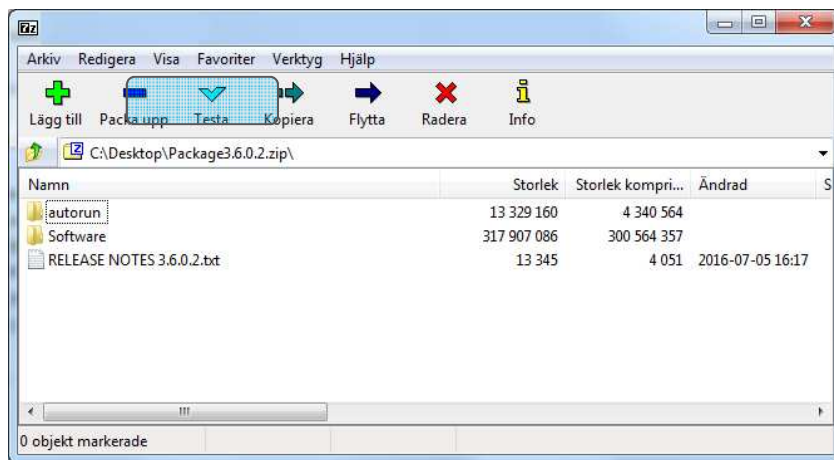 7z
Arkiv Redigera Visa Favoriter Verktyg Hjälp
Lägg till Packa upp Testa Kopiera Flytta Radera Info
C:\Desktop\Package3.6.0.2.zip\
Namn Storlek Storlek kompri... Ändrad S
autorun 13 329 160 4 340 564
Software 317 907 086 300 564 357
RELEASE NOTES 3.6.0.2.txt 13 345 4 051 2016-07-05 16:17
0 objekt markerade